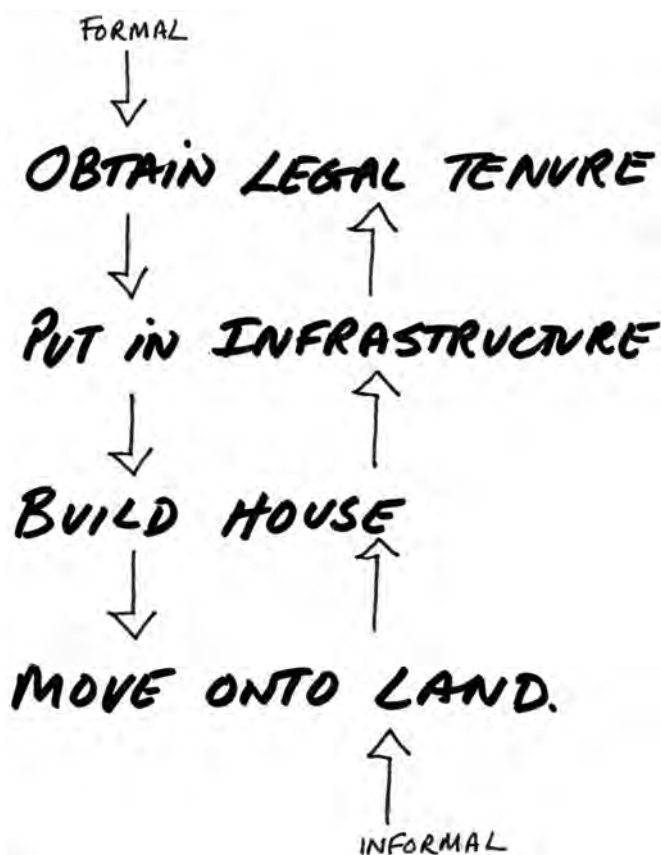 FORMAL
OBTAIN LEGAL TENURE
PUT IN INFRASTRUCTURE
BUILD HOUSE
MOVE ONTO LAND.
INFORMAL